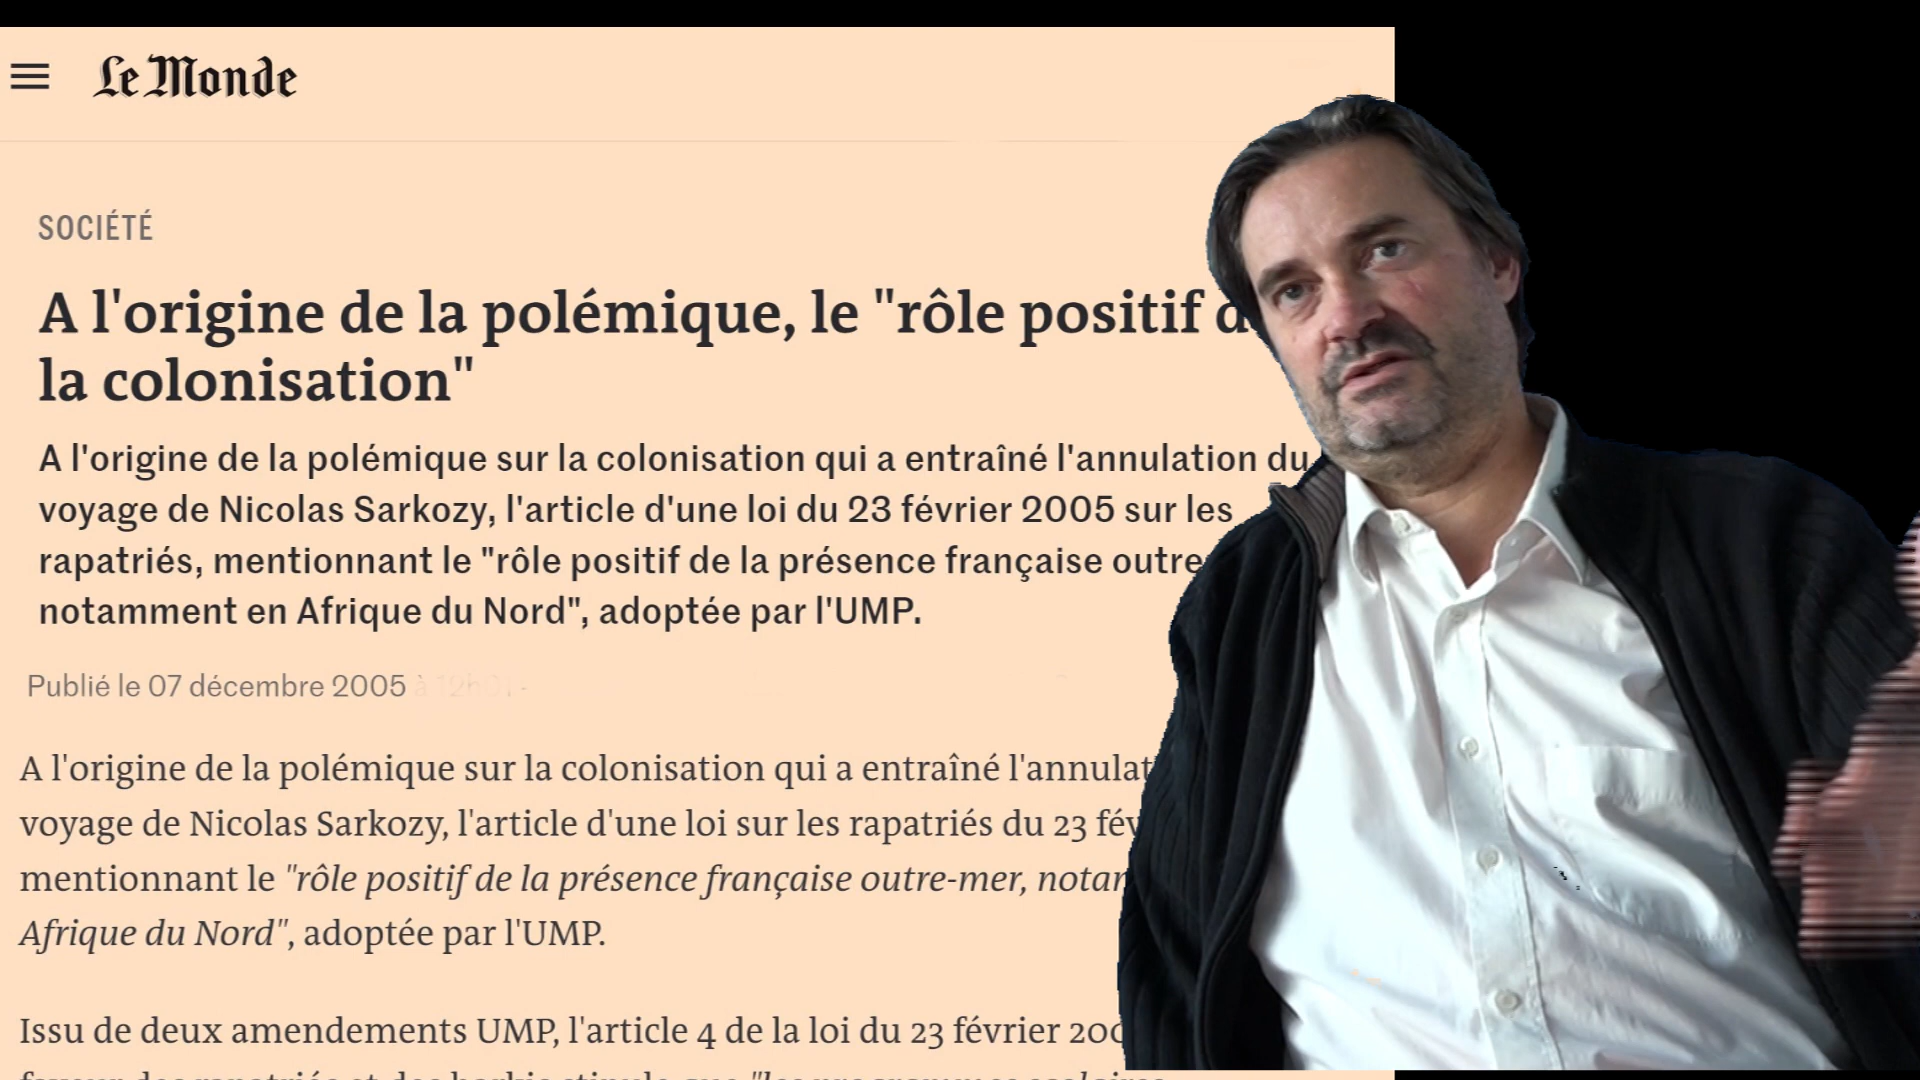 Le Monde
SOCIÉTÉ
A l'origine de la polémique, le "rôle positif
la colonisation"
A l'origine de la polémique sur la colonisation qui a entraîné l'annulation du
voyage de Nicolas Sarkozy, l'article d'une loi du 23 février 2005 sur les
rapatriés, mentionnant le "rôle positif de la présence française outre
notamment en Afrique du Nord", adoptée par l'UMP.
Publié le 07 décembre 2005 à 12h01 -
A l'origine de la polémique sur la colonisation qui a entraîné
voyage de Nicolas Sarkozy, l'article d'une loi sur les rapatriés du 23
mentionnant le "rôle positif de la présence française outre-mer,
Afrique du Nord", adoptée par l'UMP.
Issu de deux amendements UMP, l'article 4 de la loi du 23 février